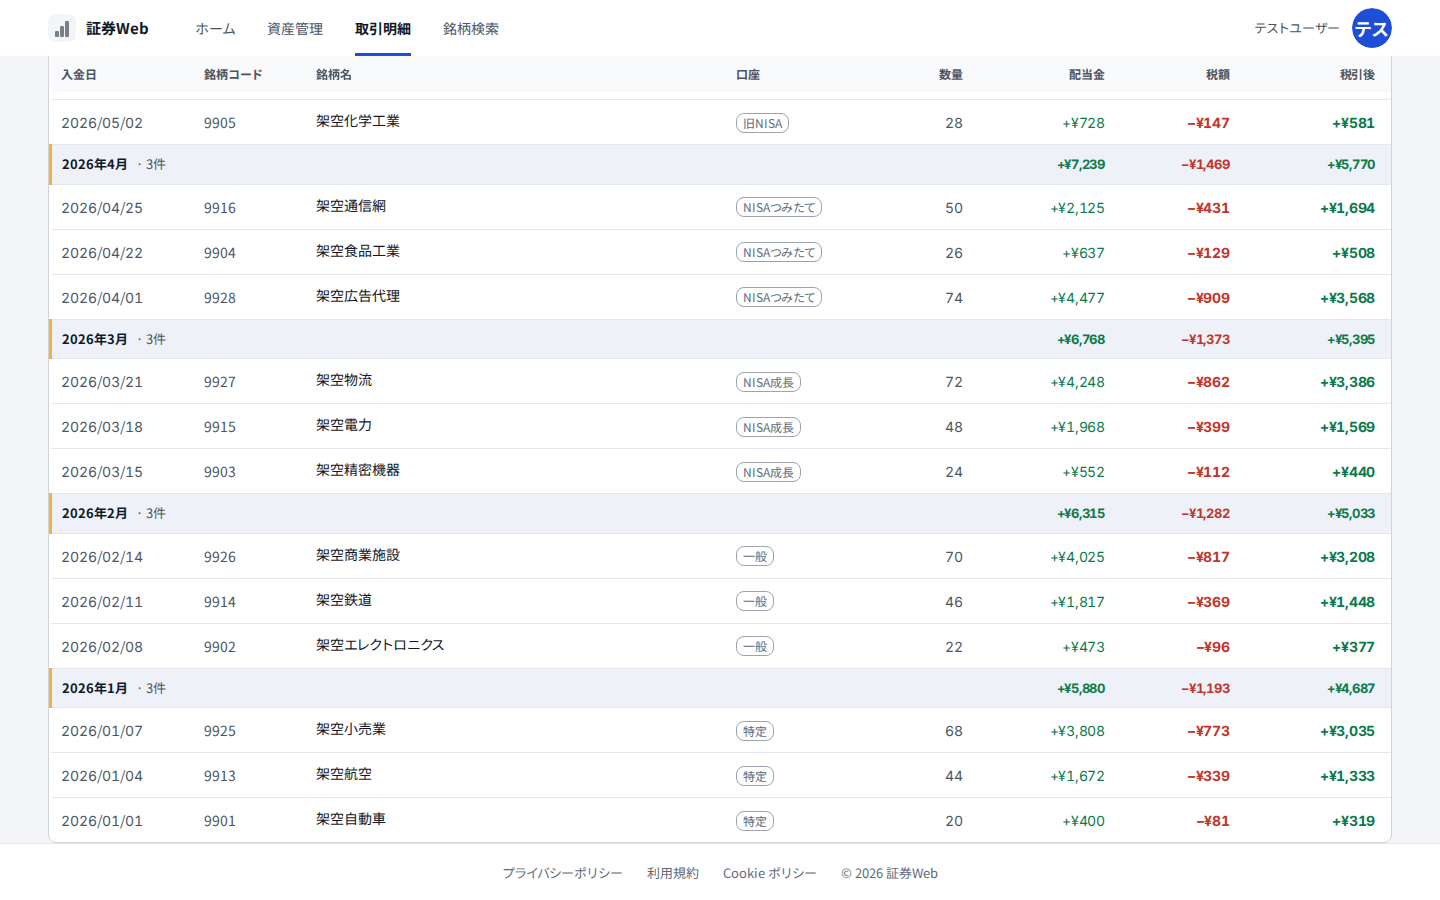 証券Web ホーム 資産管理 取引明細 銘柄検索 テストユーザー テス
入金日 銘柄コード 銘柄名 口座 数量 配当金 税額 税引後
2026/05/02 9905 架空化学工業 旧NISA 28 +¥728 −¥147 +¥581
2026年4月 · 3件 +¥7,239 −¥1,469 +¥5,770
2026/04/25 9916 架空通信網 NISAつみたて 50 +¥2,125 −¥431 +¥1,694
2026/04/22 9904 架空食品工業 NISAつみたて 26 +¥637 −¥129 +¥508
2026/04/01 9928 架空広告代理 NISAつみたて 74 +¥4,477 −¥909 +¥3,568
2026年3月 · 3件 +¥6,768 −¥1,373 +¥5,395
2026/03/21 9927 架空物流 NISA成長 72 +¥4,248 −¥862 +¥3,386
2026/03/18 9915 架空電力 NISA成長 48 +¥1,968 −¥399 +¥1,569
2026/03/15 9903 架空精密機器 NISA成長 24 +¥552 −¥112 +¥440
2026年2月 · 3件 +¥6,315 −¥1,282 +¥5,033
2026/02/14 9926 架空商業施設 一般 70 +¥4,025 −¥817 +¥3,208
2026/02/11 9914 架空鉄道 一般 46 +¥1,817 −¥369 +¥1,448
2026/02/08 9902 架空エレクトロニクス 一般 22 +¥473 −¥96 +¥377
2026年1月 · 3件 +¥5,880 −¥1,193 +¥4,687
2026/01/07 9925 架空小売業 特定 68 +¥3,808 −¥773 +¥3,035
2026/01/04 9913 架空航空 特定 44 +¥1,672 −¥339 +¥1,333
2026/01/01 9901 架空自動車 特定 20 +¥400 −¥81 +¥319
プライバシーポリシー 利用規約 Cookie ポリシー © 2026 証券Web